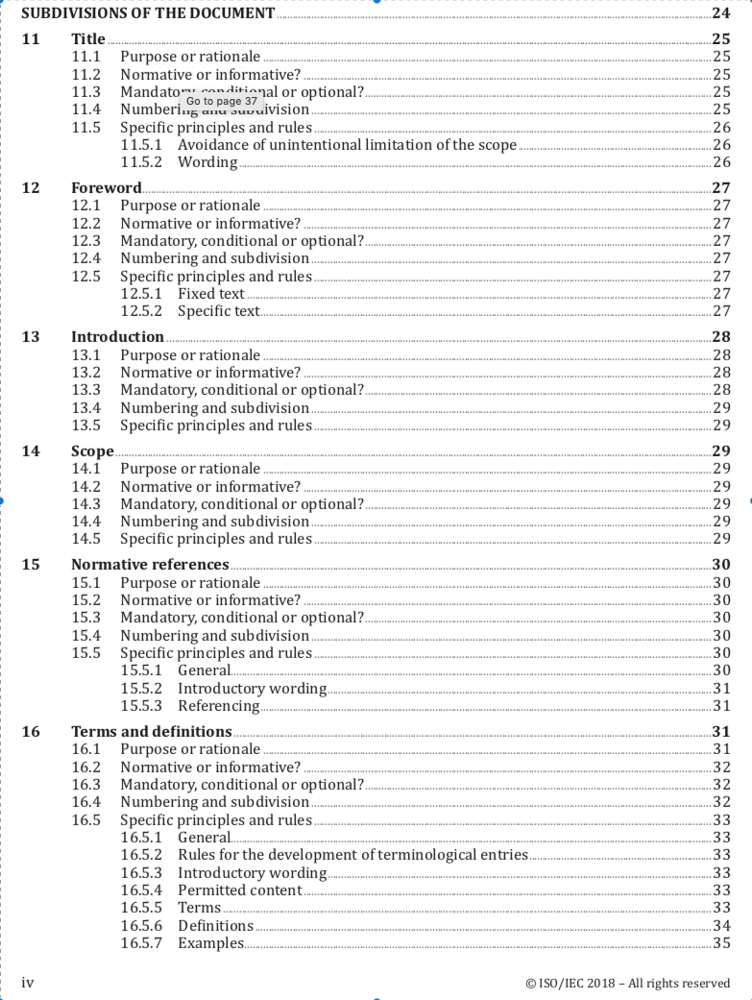 SUBDIVISIONS OF THE DOCUMENT ..... 24
11 Title ..... 25
11.1 Purpose or rationale ..... 25
11.2 Normative or informative? ..... 25
11.3 Mandatory, conditional or optional? ..... 25
Go to page 37
11.4 Numbering and subdivision ..... 25
11.5 Specific principles and rules ..... 26
11.5.1 Avoidance of unintentional limitation of the scope ..... 26
11.5.2 Wording ..... 26
12 Foreword ..... 27
12.1 Purpose or rationale ..... 27
12.2 Normative or informative? ..... 27
12.3 Mandatory, conditional or optional? ..... 27
12.4 Numbering and subdivision ..... 27
12.5 Specific principles and rules ..... 27
12.5.1 Fixed text ..... 27
12.5.2 Specific text ..... 27
13 Introduction ..... 28
13.1 Purpose or rationale ..... 28
13.2 Normative or informative? ..... 28
13.3 Mandatory, conditional or optional? ..... 28
13.4 Numbering and subdivision ..... 29
13.5 Specific principles and rules ..... 29
14 Scope ..... 29
14.1 Purpose or rationale ..... 29
14.2 Normative or informative? ..... 29
14.3 Mandatory, conditional or optional? ..... 29
14.4 Numbering and subdivision ..... 29
14.5 Specific principles and rules ..... 29
15 Normative references ..... 30
15.1 Purpose or rationale ..... 30
15.2 Normative or informative? ..... 30
15.3 Mandatory, conditional or optional? ..... 30
15.4 Numbering and subdivision ..... 30
15.5 Specific principles and rules ..... 30
15.5.1 General ..... 30
15.5.2 Introductory wording ..... 31
15.5.3 Referencing ..... 31
16 Terms and definitions ..... 31
16.1 Purpose or rationale ..... 31
16.2 Normative or informative? ..... 32
16.3 Mandatory, conditional or optional? ..... 32
16.4 Numbering and subdivision ..... 32
16.5 Specific principles and rules ..... 33
16.5.1 General ..... 33
16.5.2 Rules for the development of terminological entries ..... 33
16.5.3 Introductory wording ..... 33
16.5.4 Permitted content ..... 33
16.5.5 Terms ..... 33
16.5.6 Definitions ..... 34
16.5.7 Examples ..... 35
iv © ISO/IEC 2018 – All rights reserved